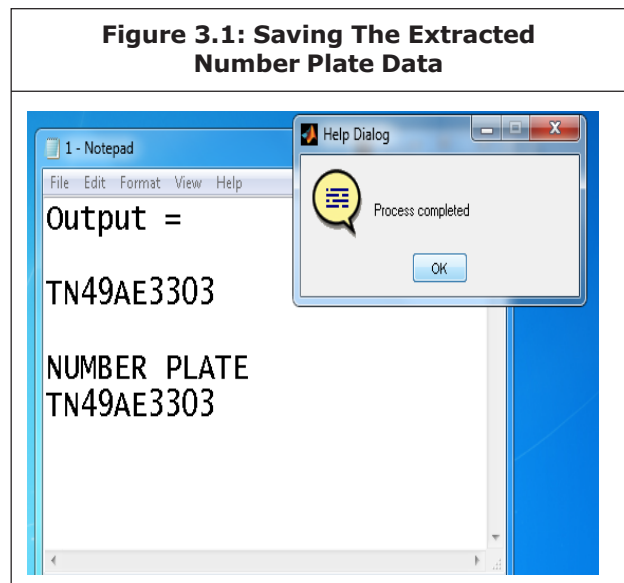 Figure 3.1: Saving The Extracted
Number Plate Data
1 - Notepad
File Edit Format View Help
Output =
TN49AE3303
NUMBER PLATE
TN49AE3303
Help Dialog
Process completed
OK